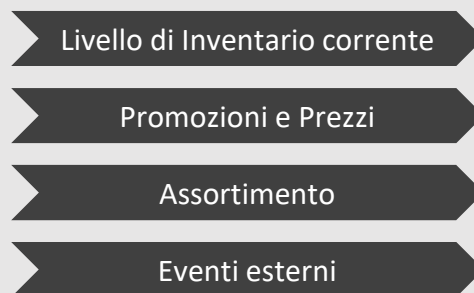 Livello di Inventario corrente
Promozioni e Prezzi
Assortimento
Eventi esterni